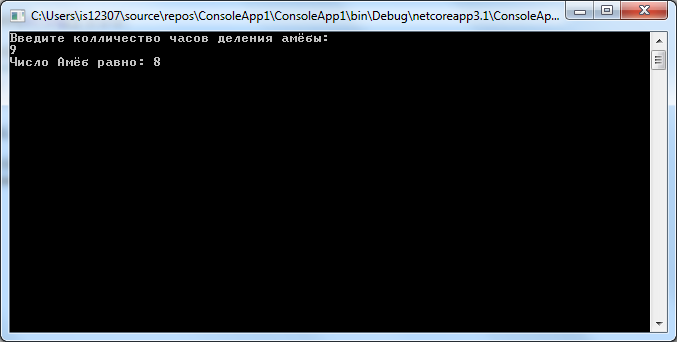 C:\Users\is12307\source\repos\ConsoleApp1\ConsoleApp1\bin\Debug\netcoreapp3.1\ConsoleAp...
Введите колличество часов деления амёбы:
9
Число Амёб равно: 8